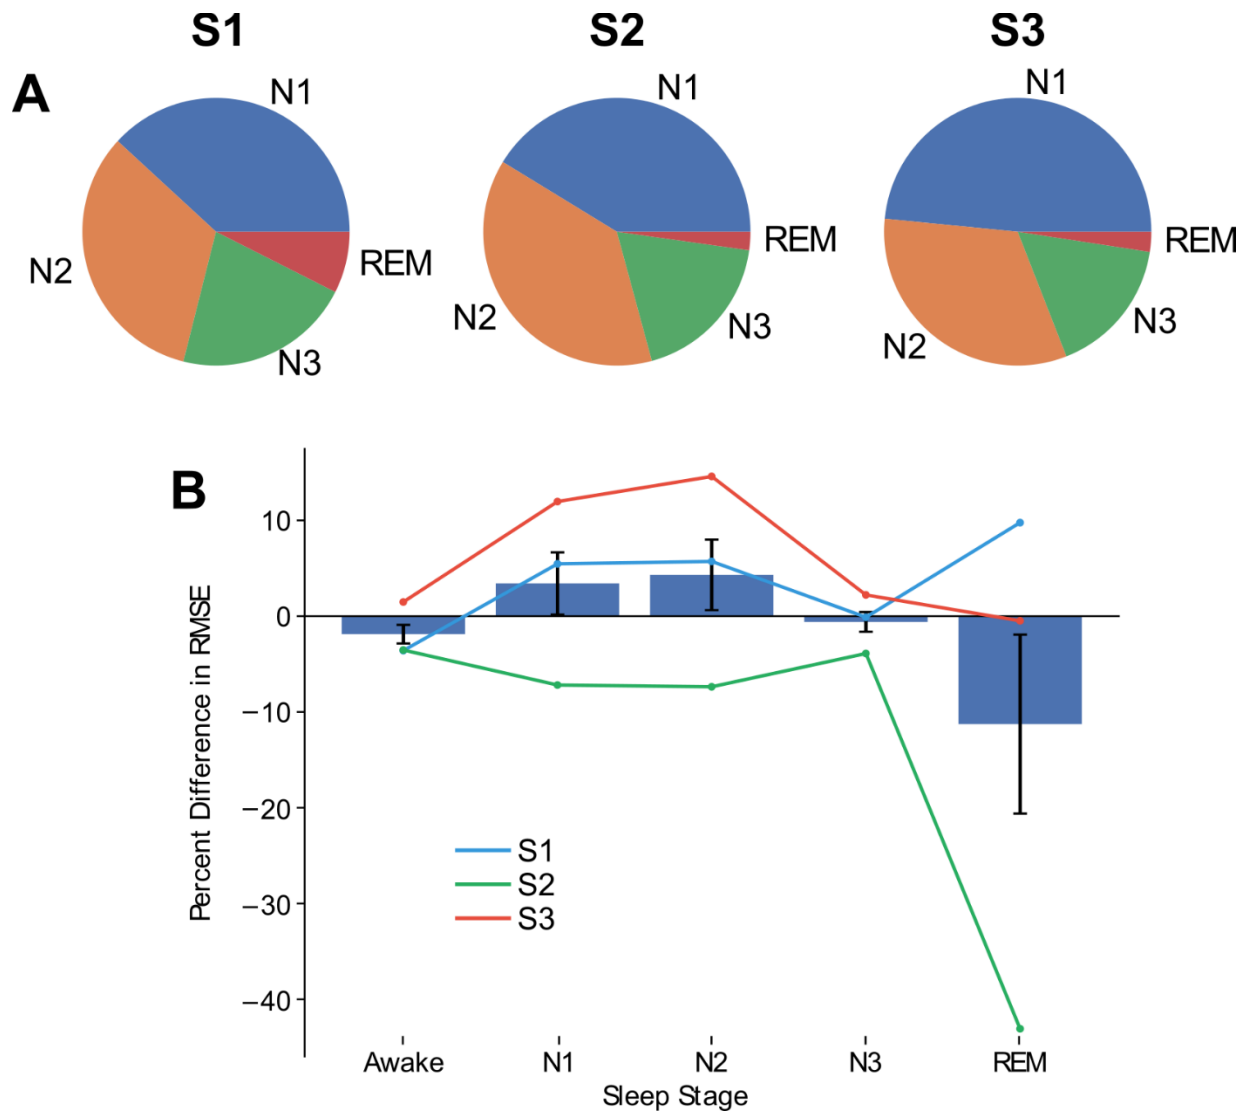 S1 S2 S3
A
N1 N1 N1
N2 REM N2 REM N2 REM
N3 N3 N3
B
Percent Difference in RMSE
10
0
−10
−20
−30
−40
S1
S2
S3
Awake N1 N2 N3 REM
Sleep Stage